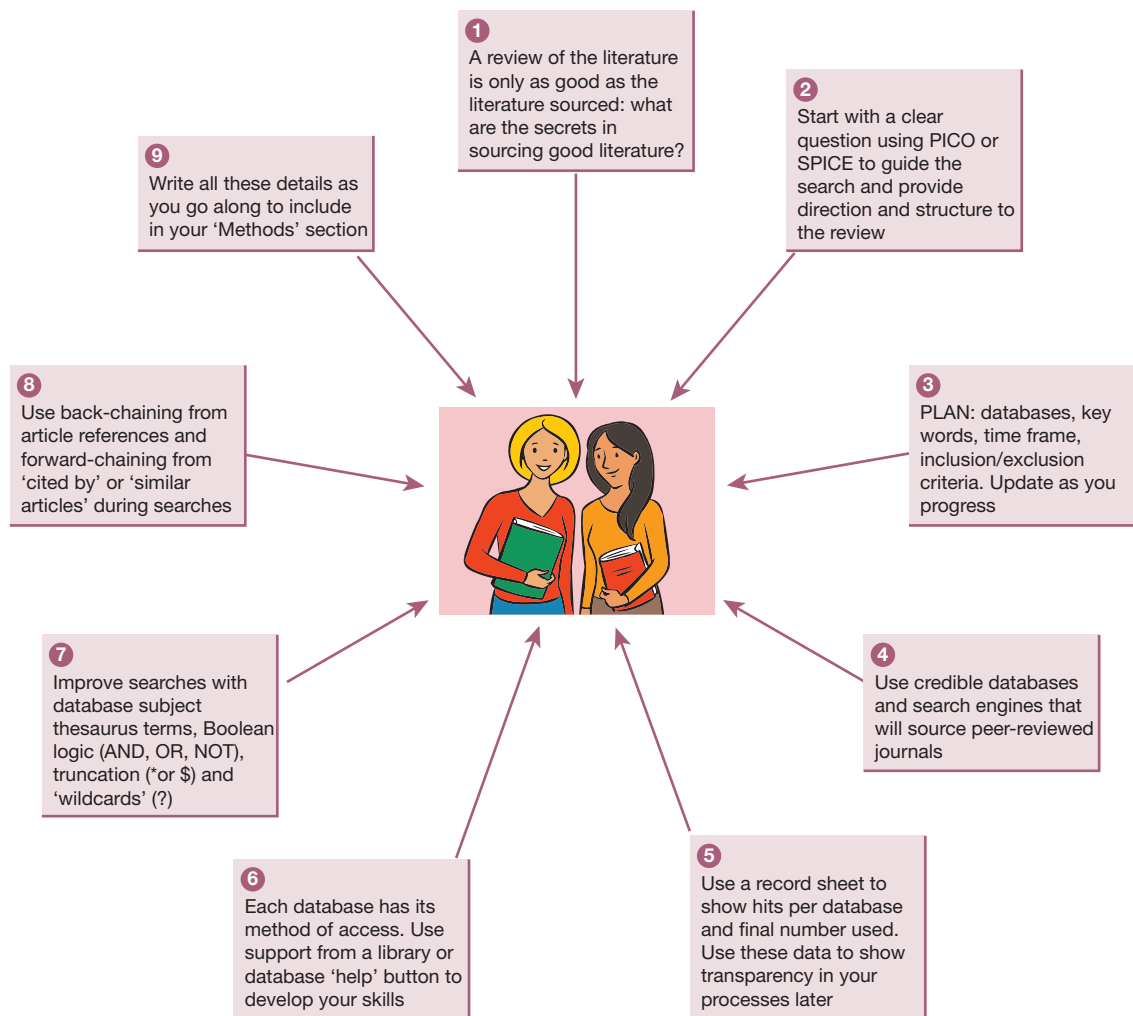 1
A review of the literature
is only as good as the
literature sourced: what
are the secrets in
sourcing good literature?
2
Start with a clear
question using PICO or
SPICE to guide the
search and provide
direction and structure to
the review
3
PLAN: databases, key
words, time frame,
inclusion/exclusion
criteria. Update as you
progress
4
Use credible databases
and search engines that
will source peer-reviewed
journals
5
Use a record sheet to
show hits per database
and final number used.
Use these data to show
transparency in your
processes later
6
Each database has its
method of access. Use
support from a library or
database ‘help’ button to
develop your skills
7
Improve searches with
database subject
thesaurus terms, Boolean
logic (AND, OR, NOT),
truncation (*or $) and
‘wildcards’ (?)
8
Use back-chaining from
article references and
forward-chaining from
‘cited by’ or ‘similar
articles’ during searches
9
Write all these details as
you go along to include
in your ‘Methods’ section